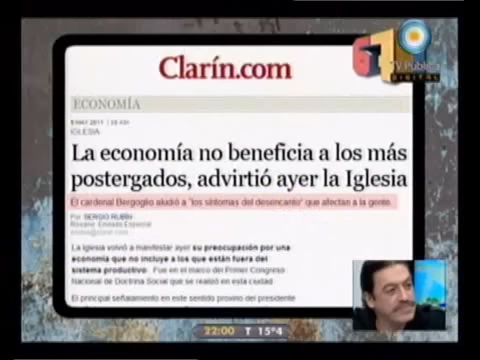 678
TV Pública
DIGITAL
Clarín.com
ECONOMÍA
IGLESIA
La economía no beneficia a los más
postergados, advirtió ayer la Iglesia
El cardenal Bergoglio aludió a "los síntomas del desencanto" que afectan a la gente.
Por SERGIO RUBIN
Rosario. Enviado Especial
La Iglesia volvió a manifestar ayer su preocupación por una
economía que no incluye a los que están fuera del
sistema productivo. Fue en el marco del Primer Congreso
Nacional de Doctrina Social que se realizó en esta ciudad
El principal señalamiento en este sentido provino del presidente
22:00 T 15°4